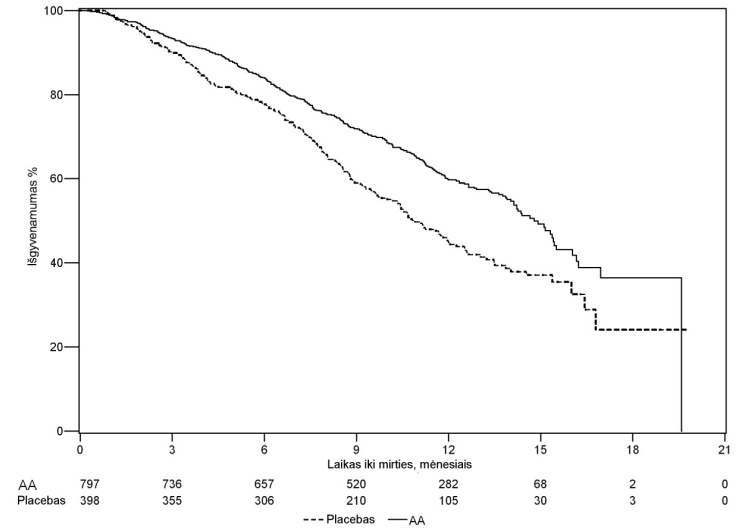 100
80
60
40
20
0
Išgyvenamumas %
0 3 6 9 12 15 18 21
Laikas iki mirties, mėnesiais
AA 797 736 657 520 282 68 2 0
Placebas 398 355 306 210 105 30 3 0
Placebas AA